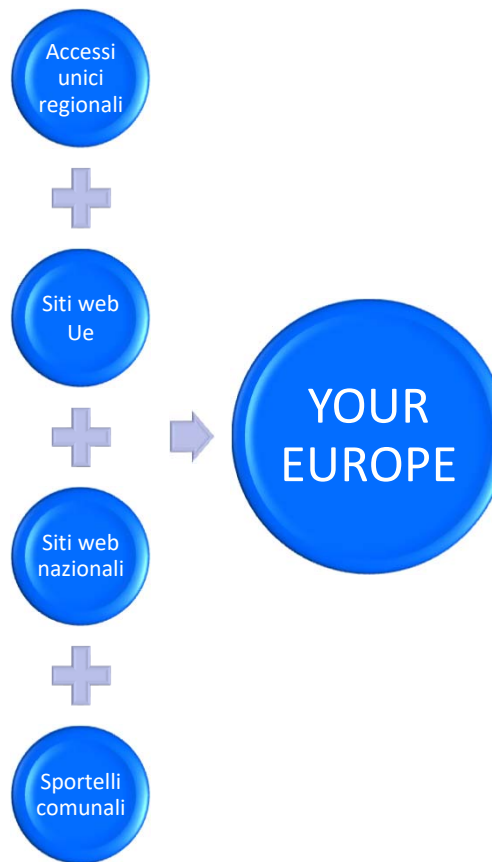 Accessi
unici
regionali
Siti web
Ue
Siti web
nazionali
Sportelli
comunali
YOUR
EUROPE